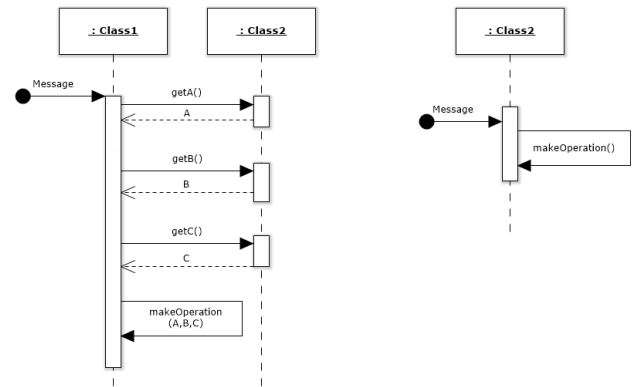 : Class1
: Class2
Message
getA()
A
getB()
B
getC()
C
makeOperation
(A,B,C)
: Class2
Message
makeOperation()